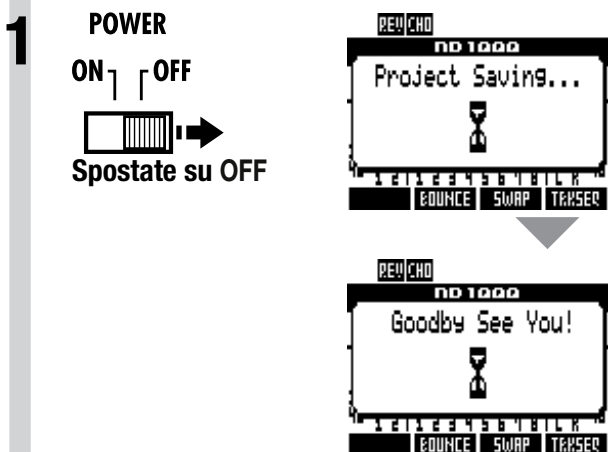 1
POWER
ON OFF
Spostate su OFF
REV CHO
Project Saving...
BOUNCE SWAP TRKSEQ
REV CHO
Goodby See You!
BOUNCE SWAP TRKSEQ